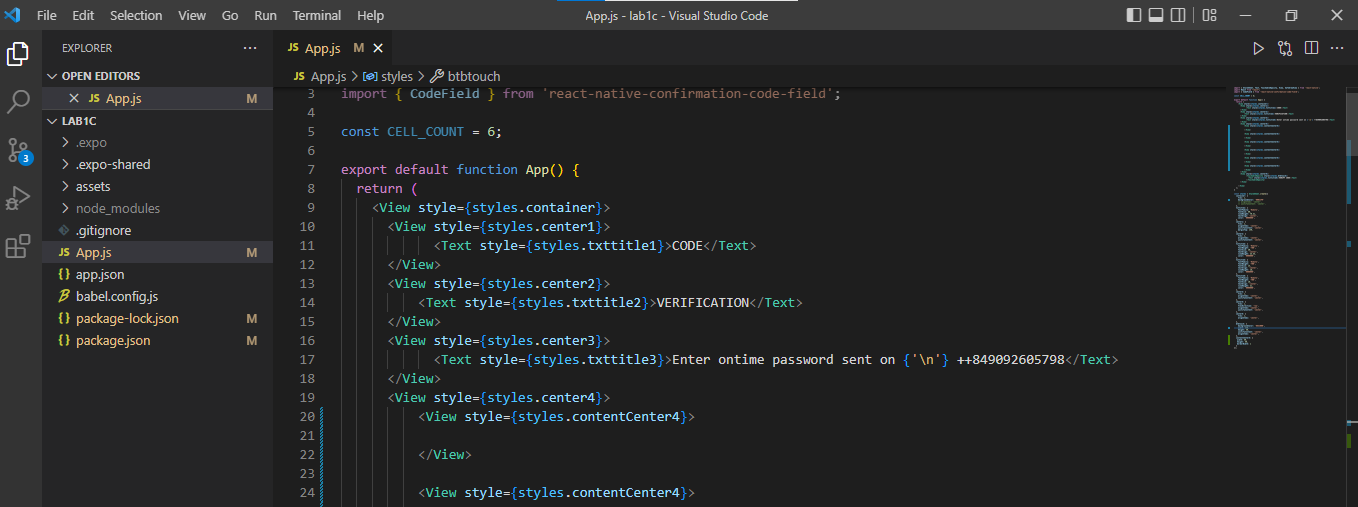 File Edit Selection View Go Run Terminal Help
App.js - lab1c - Visual Studio Code
EXPLORER
OPEN EDITORS
JS App.js M
LAB1C
.expo
.expo-shared
assets
node_modules
.gitignore
JS App.js M
{} app.json
babel.config.js
{} package-lock.json M
{} package.json M
3
JS App.js M
JS App.js > styles > btbtouch
3 import { CodeField } from 'react-native-confirmation-code-field';
4
5 const CELL_COUNT = 6;
6
7 export default function App() {
8 return (
9 <View style={styles.container}>
10 <View style={styles.center1}>
11 <Text style={styles.txttitle1}>CODE</Text>
12 </View>
13 <View style={styles.center2}>
14 <Text style={styles.txttitle2}>VERIFICATION</Text>
15 </View>
16 <View style={styles.center3}>
17 <Text style={styles.txttitle3}>Enter ontime password sent on {'\n'} ++849092605798</Text>
18 </View>
19 <View style={styles.center4}>
20 <View style={styles.contentCenter4}>
21
22 </View>
23
24 <View style={styles.contentCenter4}>